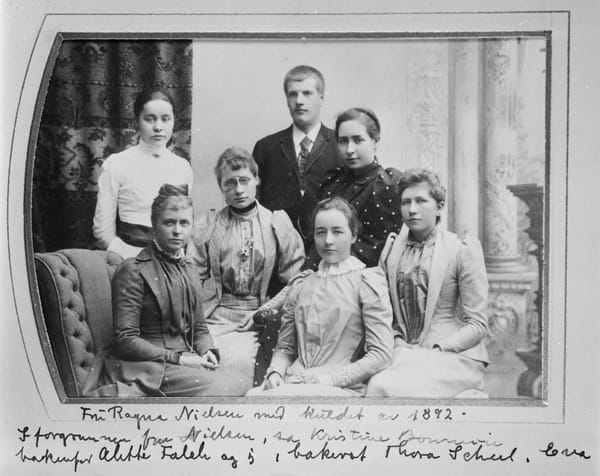 Fru Ragna Nielsen med kuldet av 1892.
I forgrunnen fru Nielsen, så Kristine Bonnevie
bakenfor Alette Falch og j , bakerst Thora Scheel, Eva